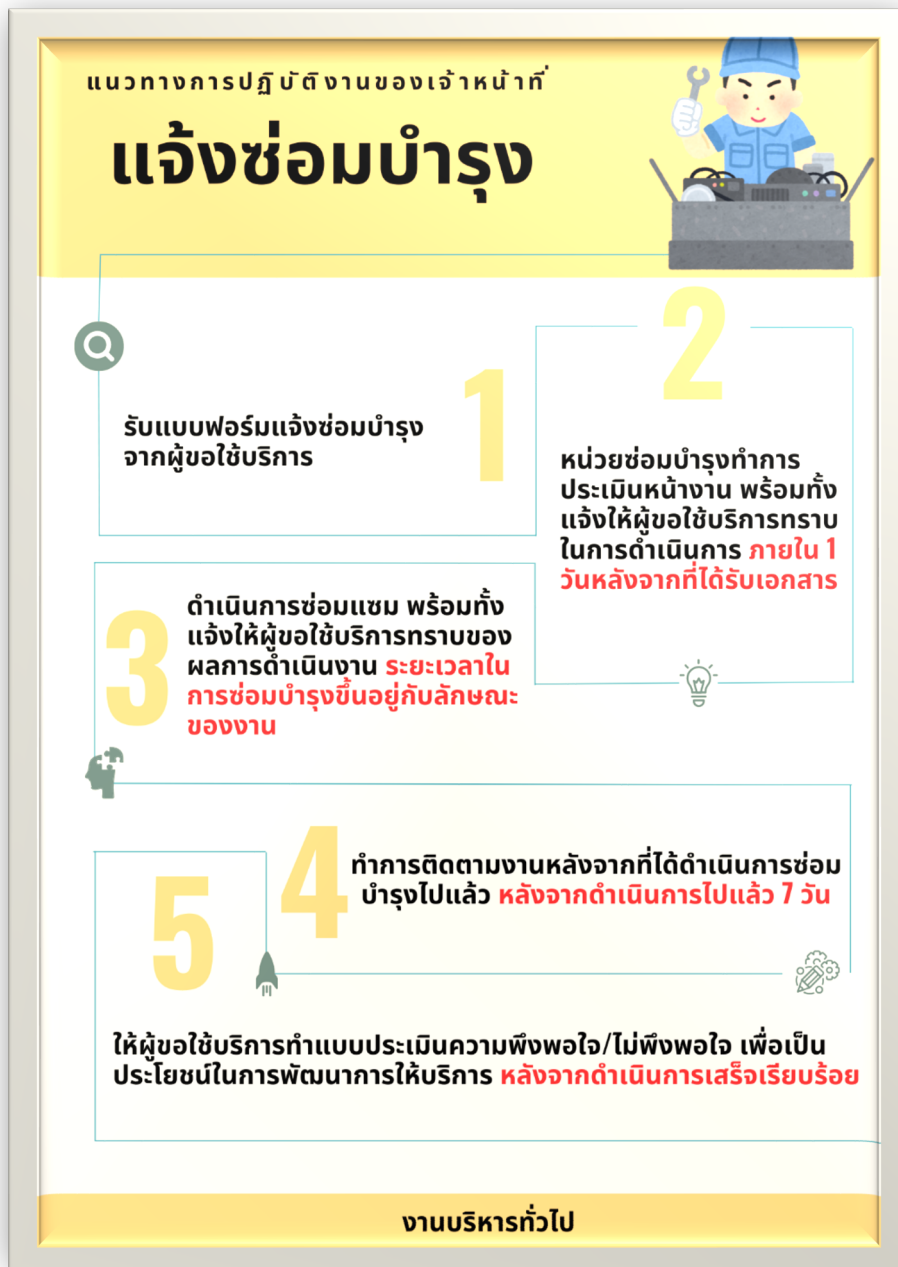 แนวทางการปฏิบัติงานของเจ้าหน้าที่
แจ้งซ่อมบำรุง
1
รับแบบฟอร์มแจ้งซ่อมบำรุง
จากผู้ขอใช้บริการ
2
หน่วยซ่อมบำรุงทำการ
ประเมินหน้างาน พร้อมทั้ง
แจ้งให้ผู้ขอใช้บริการทราบ
ในการดำเนินการ ภายใน 1
วันหลังจากที่ได้รับเอกสาร
3
ดำเนินการซ่อมแซม พร้อมทั้ง
แจ้งให้ผู้ขอใช้บริการทราบของ
ผลการดำเนินงาน ระยะเวลาใน
การซ่อมบำรุงขึ้นอยู่กับลักษณะ
ของงาน
4
ทำการติดตามงานหลังจากที่ได้ดำเนินการซ่อม
บำรุงไปแล้ว หลังจากดำเนินการไปแล้ว 7 วัน
5
ให้ผู้ขอใช้บริการทำแบบประเมินความพึงพอใจ/ไม่พึงพอใจ เพื่อเป็น
ประโยชน์ในการพัฒนาการให้บริการ หลังจากดำเนินการเสร็จเรียบร้อย
งานบริหารทั่วไป